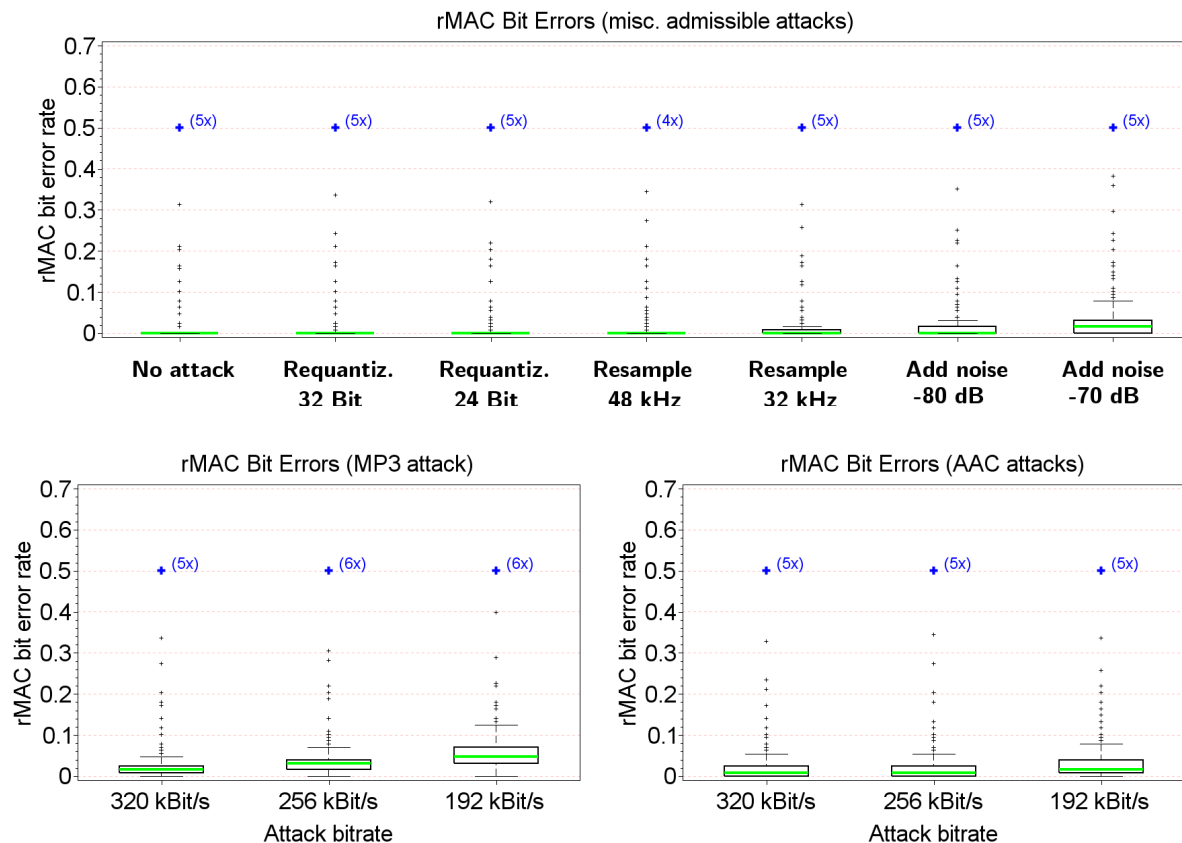 rMAC Bit Errors (misc. admissible attacks)
rMAC bit error rate
0.7
0.6
0.5
0.4
0.3
0.2
0.1
0
(5x) (5x) (5x) (4x) (5x) (5x) (5x)
No attack Requantiz. Requantiz. Resample Resample Add noise Add noise
32 Bit 24 Bit 48 kHz 32 kHz -80 dB -70 dB
rMAC Bit Errors (MP3 attack)
rMAC bit error rate
0.7
0.6
0.5
0.4
0.3
0.2
0.1
0
(5x) (6x) (6x)
320 kBit/s 256 kBit/s 192 kBit/s
Attack bitrate
rMAC Bit Errors (AAC attacks)
rMAC bit error rate
0.7
0.6
0.5
0.4
0.3
0.2
0.1
0
(5x) (5x) (5x)
320 kBit/s 256 kBit/s 192 kBit/s
Attack bitrate